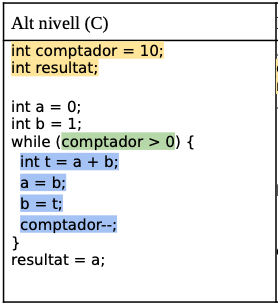 Alt nivell (C)
int comptador = 10;
int resultat;
int a = 0;
int b = 1;
while (comptador > 0) {
int t = a + b;
a = b;
b = t;
comptador--;
}
resultat = a;